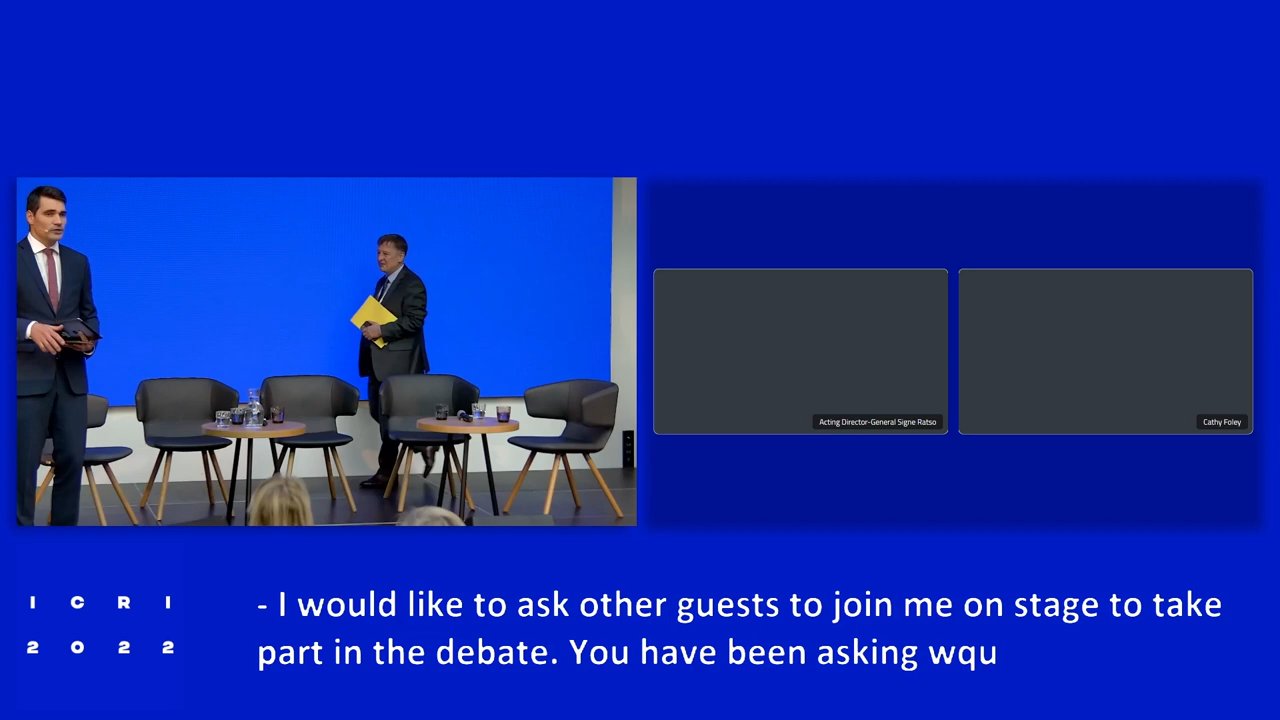 Acting Director-General Signe Ratso
Cathy Foley
I C R I
2 0 2 2
- I would like to ask other guests to join me on stage to take
part in the debate. You have been asking wqu